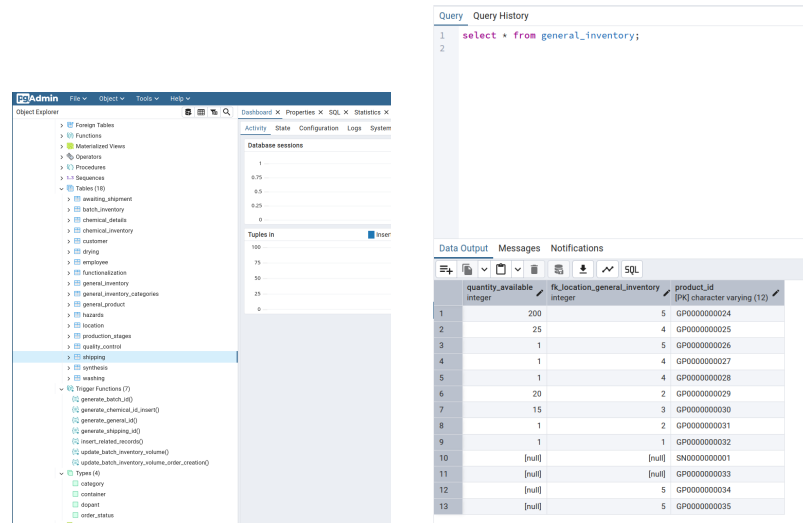 pgAdmin File Object Tools Help
Object Explorer
Foreign Tables
Functions
Materialized Views
Operators
Procedures
1..3 Sequences
Tables (18)
awaiting_shipment
batch_inventory
chemical_details
chemical_inventory
customer
drying
employee
functionalization
general_inventory
general_inventory_categories
general_product
hazards
location
production_stages
quality_control
shipping
synthesis
washing
Trigger Functions (7)
generate_batch_id()
generate_chemical_id_insert()
generate_general_id()
generate_shipping_id()
insert_related_records()
update_batch_inventory_volume()
update_batch_inventory_volume_order_creation()
Types (4)
category
container
dopant
order_status
Dashboard Properties SQL Statistics
Activity State Configuration Logs System
Database sessions
1
0.75
0.5
0.25
0
Tuples in Inser
100
75
50
25
0
Query Query History
1 select * from general_inventory;
2
Data Output Messages Notifications
SQL
quantity_available fk_location_general_inventory product_id
integer integer [PK] character varying (12)
1 200 5 GP0000000024
2 25 4 GP0000000025
3 1 5 GP0000000026
4 1 4 GP0000000027
5 1 4 GP0000000028
6 20 2 GP0000000029
7 15 3 GP0000000030
8 1 2 GP0000000031
9 1 1 GP0000000032
10 [null] [null] SN0000000001
11 [null] [null] GP0000000033
12 [null] 5 GP0000000034
13 [null] 5 GP0000000035